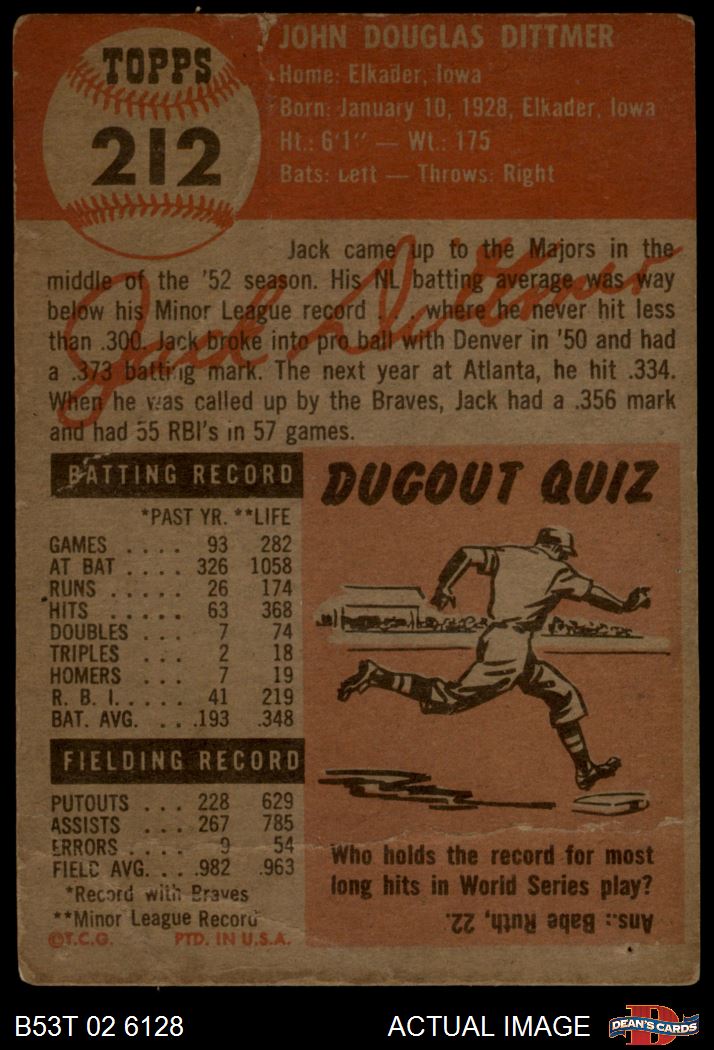 TOPPS
212
JOHN DOUGLAS DITTMER
Home: Elkader, Iowa
Born: January 10, 1928, Elkader, Iowa
Ht.: 6'1" — Wt.: 175
Bats: Left — Throws: Right
Jack came up to the Majors in the
middle of the '52 season. His NL batting average was way
below his Minor League record . . . where he never hit less
than .300. Jack broke into pro ball with Denver in '50 and had
a .373 batting mark. The next year at Atlanta, he hit .334.
When he was called up by the Braves, Jack had a .356 mark
and had 55 RBI's in 57 games.
Jack Dittmer
BATTING RECORD
*PAST YR. **LIFE
GAMES . . . . 93 282
AT BAT . . . . 326 1058
RUNS . . . . . 26 174
HITS . . . . . 63 368
DOUBLES . . . 7 74
TRIPLES . . . 2 18
HOMERS . . . 7 19
R. B. I. . . . . 41 219
BAT. AVG. . . .193 .348
FIELDING RECORD
PUTOUTS . . . 228 629
ASSISTS . . . 267 785
ERRORS . . . . 9 54
FIELD AVG. . . .982 .963
*Record with Braves
**Minor League Record
©T.C.G. PTD. IN U.S.A.
DUGOUT QUIZ
Who holds the record for most
long hits in World Series play?
Ans.: Babe Ruth, 22.
B53T 02 6128
ACTUAL IMAGE
DEAN'S CARDS